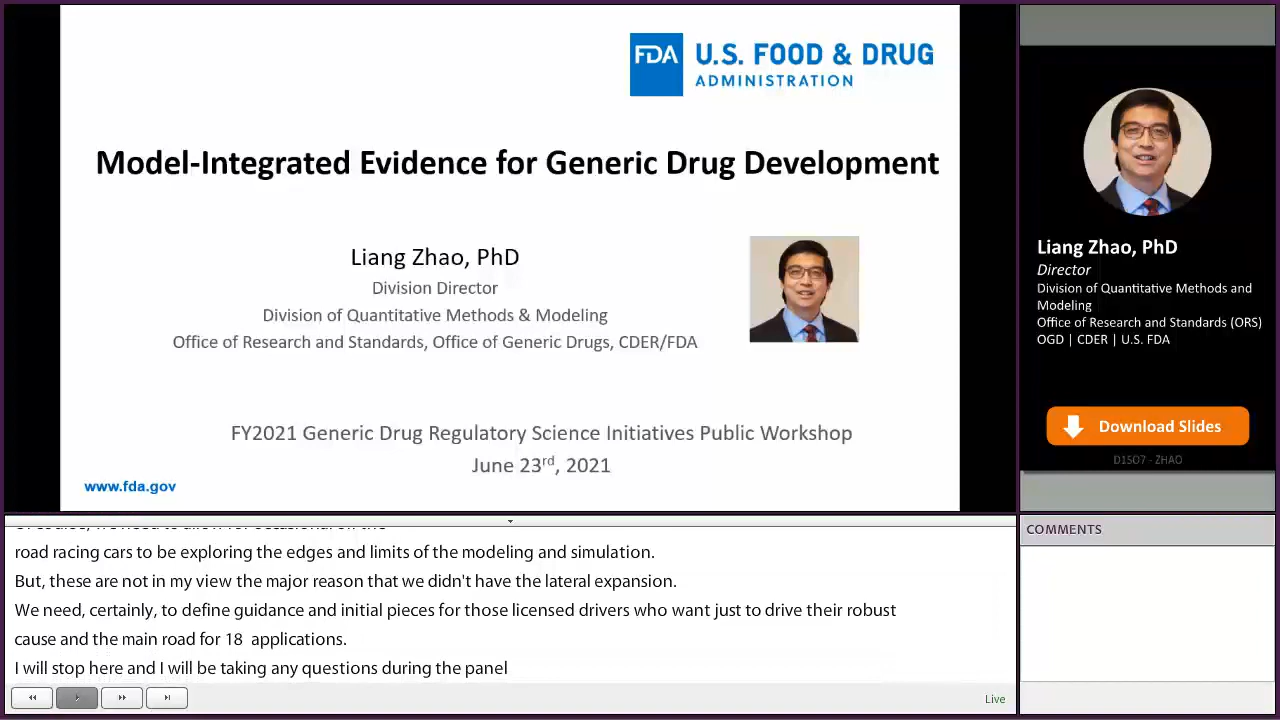 FDA
U.S. FOOD & DRUG
ADMINISTRATION
Model-Integrated Evidence for Generic Drug Development
Liang Zhao, PhD
Division Director
Division of Quantitative Methods & Modeling
Office of Research and Standards, Office of Generic Drugs, CDER/FDA
FY2021 Generic Drug Regulatory Science Initiatives Public Workshop
June 23rd, 2021
www.fda.gov
Liang Zhao, PhD
Director
Division of Quantitative Methods and
Modeling
Office of Research and Standards (ORS)
OGD | CDER | U.S. FDA
Download Slides
D1S07 - ZHAO
road racing cars to be exploring the edges and limits of the modeling and simulation.
But, these are not in my view the major reason that we didn't have the lateral expansion.
We need, certainly, to define guidance and initial pieces for those licensed drivers who want just to drive their robust
cause and the main road for 18  applications.
I will stop here and I will be taking any questions during the panel
Live
COMMENTS